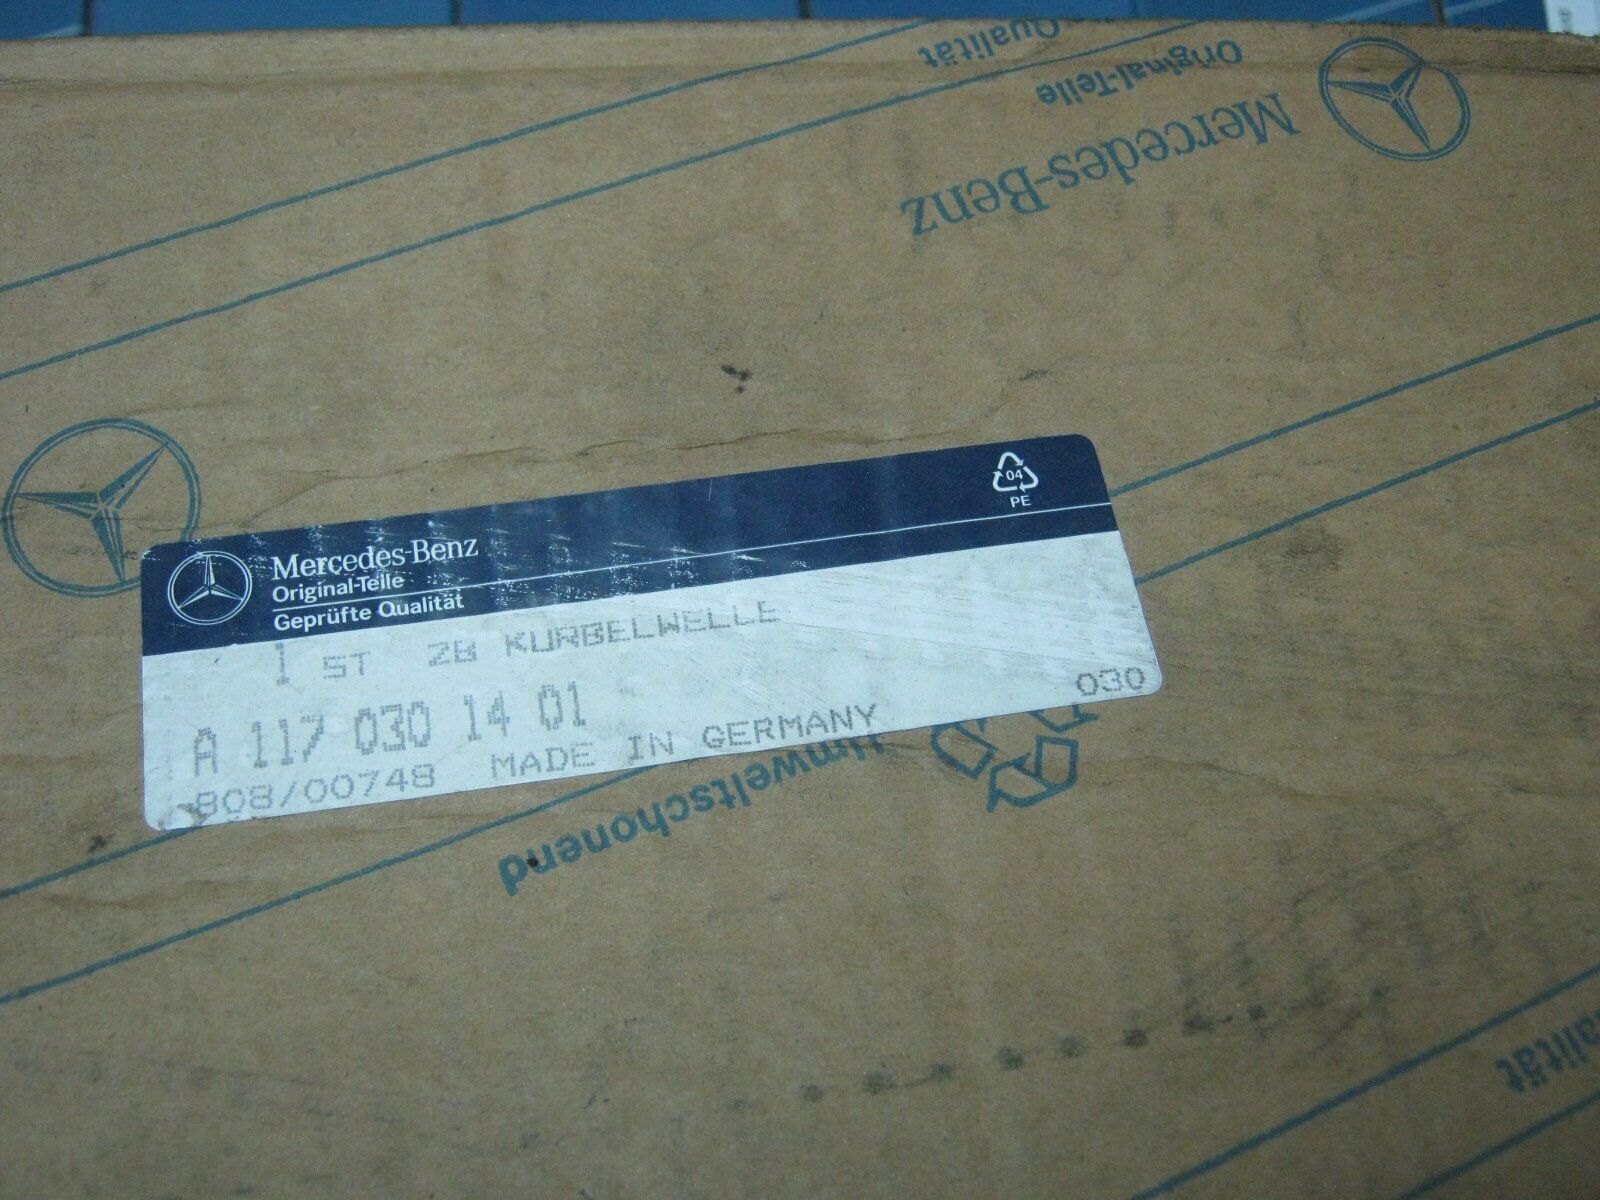 Qualität
Original-Teile
Mercedes-Benz
04
PE
Mercedes-Benz
Original-Teile
Geprüfte Qualität
1 ST ZB KURBELWELLE
A 117 030 14 01
030
808/00748 MADE IN GERMANY
Umweltschonend